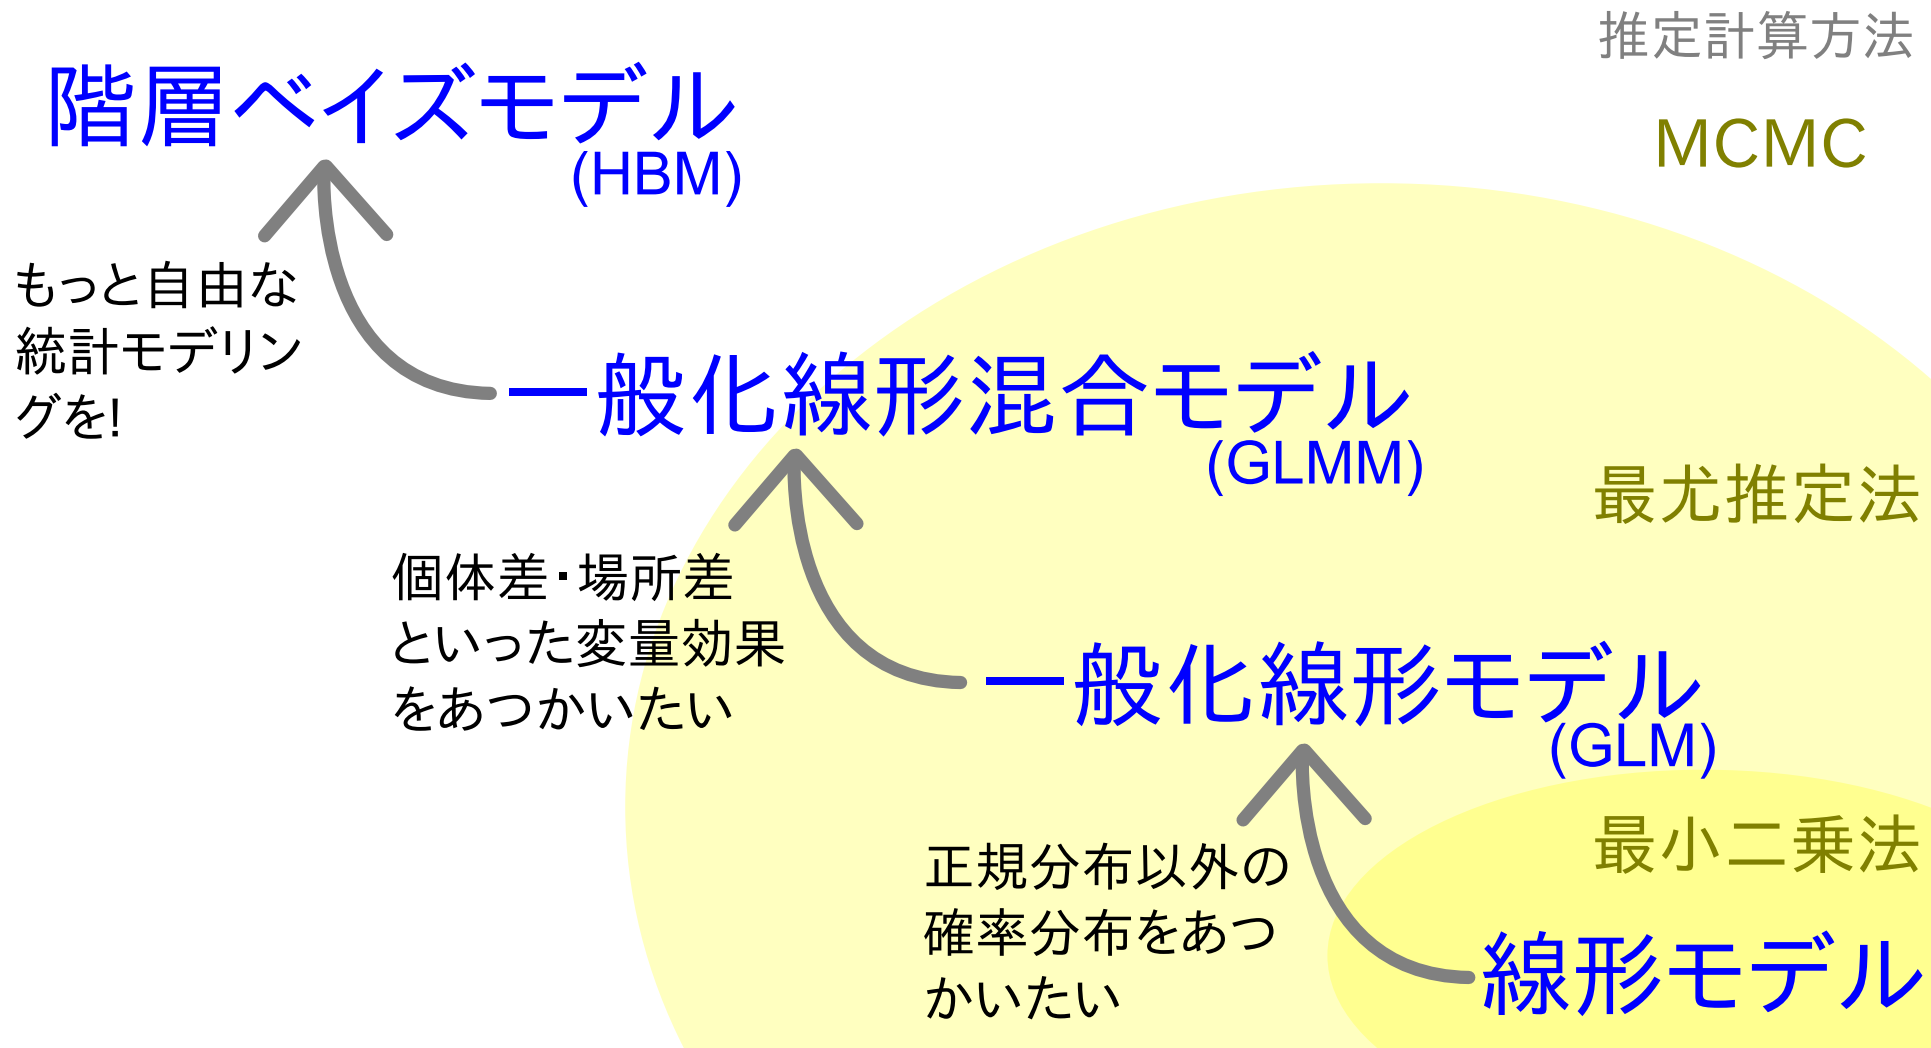 推定計算方法
階層ベイズモデル
(HBM)
MCMC
もっと自由な
統計モデリン
グを!
一般化線形混合モデル
(GLMM)
最尤推定法
個体差・場所差
といった変量効果
をあつかいたい
一般化線形モデル
(GLM)
最小二乗法
正規分布以外の
確率分布をあつ
かいたい
線形モデル